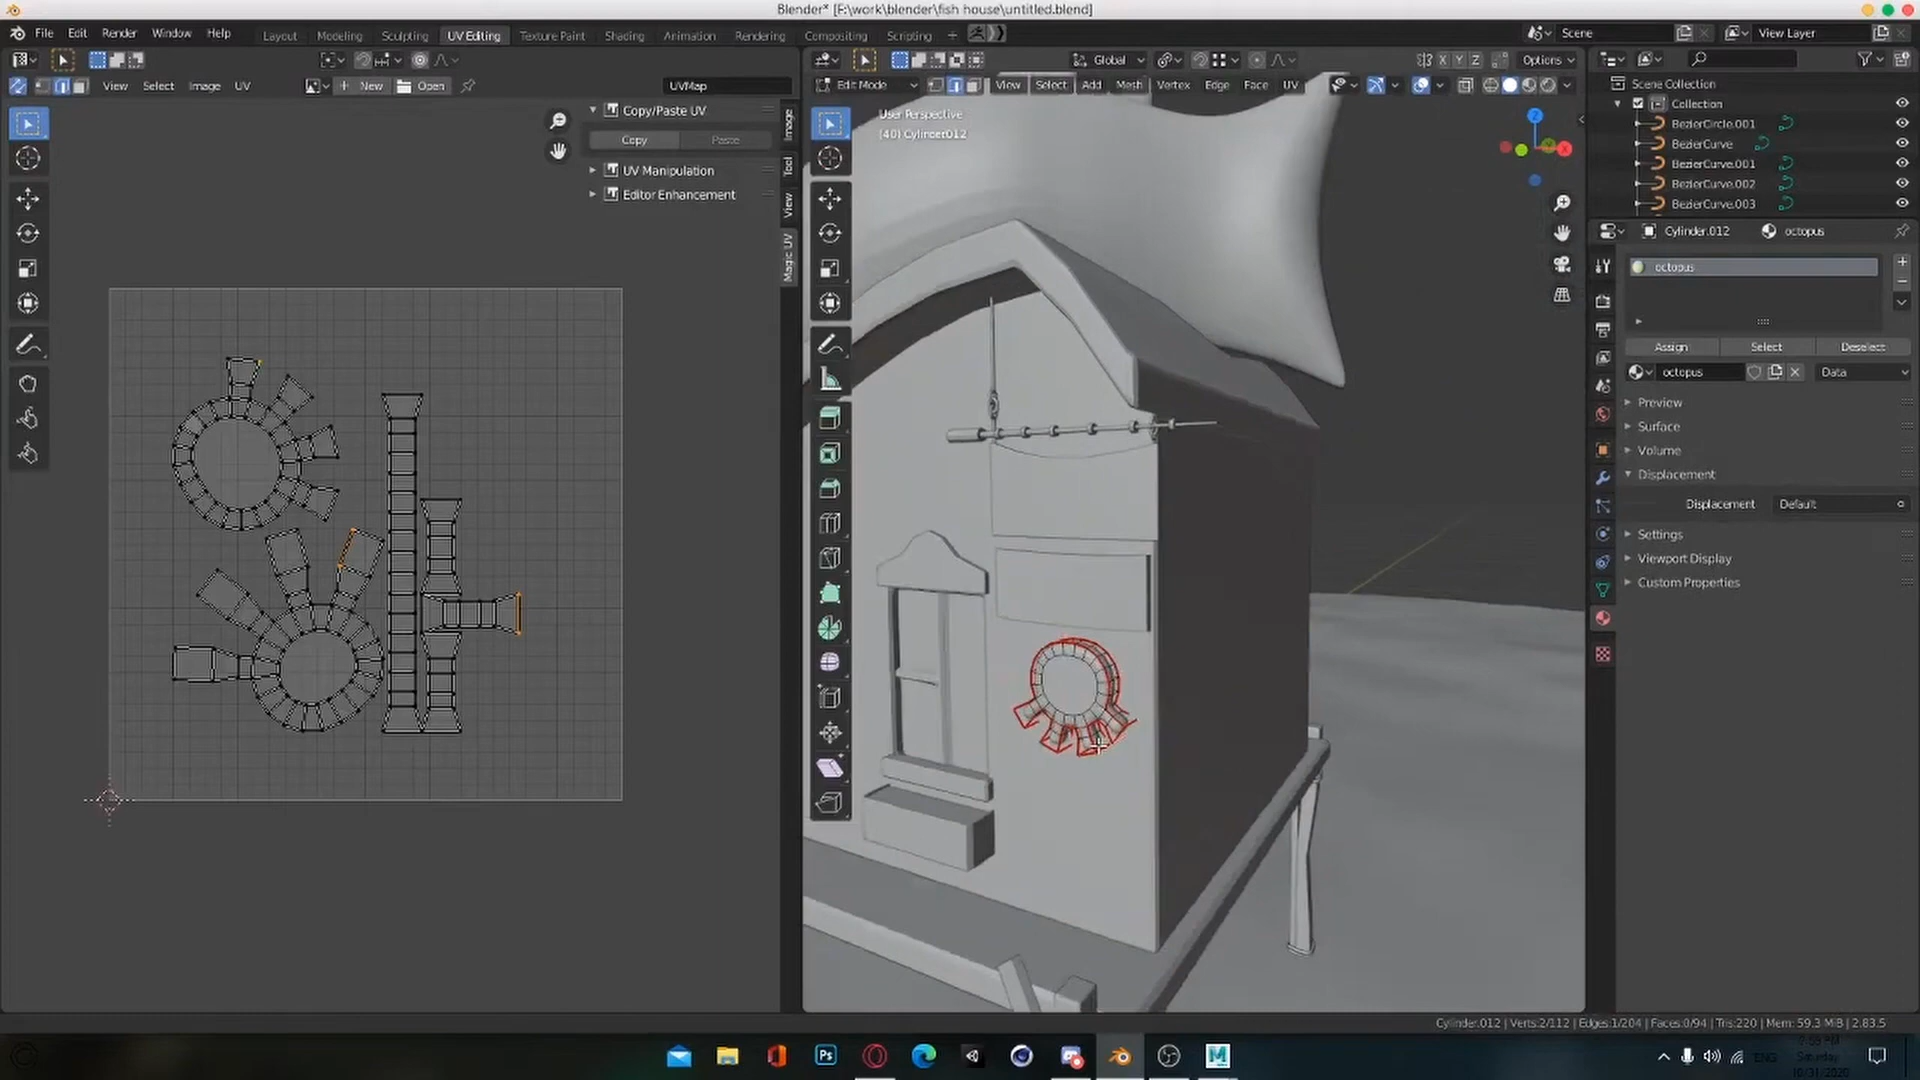 Blender* [F:\work\blender\fish house\untitled.blend]
File Edit Render Window Help
Layout Modeling Sculpting UV Editing Texture Paint Shading Animation Rendering Compositing Scripting
Scene View Layer
Global Options
X Y Z
View Select Image UV
New Open
UVMap
Edit Mode
View Select Add Mesh Vertex Edge Face UV
Copy/Paste UV
Copy Paste
UV Manipulation
Editor Enhancement
Image
Tool
View
Magic UV
User Perspective
(40) Cylinder.012
Z
X
Scene Collection
Collection
BezierCircle.001
BezierCurve
BezierCurve.001
BezierCurve.002
BezierCurve.003
Cylinder.012 octopus
octopus
Assign Select Deselect
octopus Data
Preview
Surface
Volume
Displacement
Displacement Default
Settings
Viewport Display
Custom Properties
Cylinder.012 | Verts:2/112 | Edges:1/204 | Faces:0/94 | Tris:220 | Mem: 59.3 MiB | 2.83.5
Ps
M
ENG
Saturday
10/31/2020